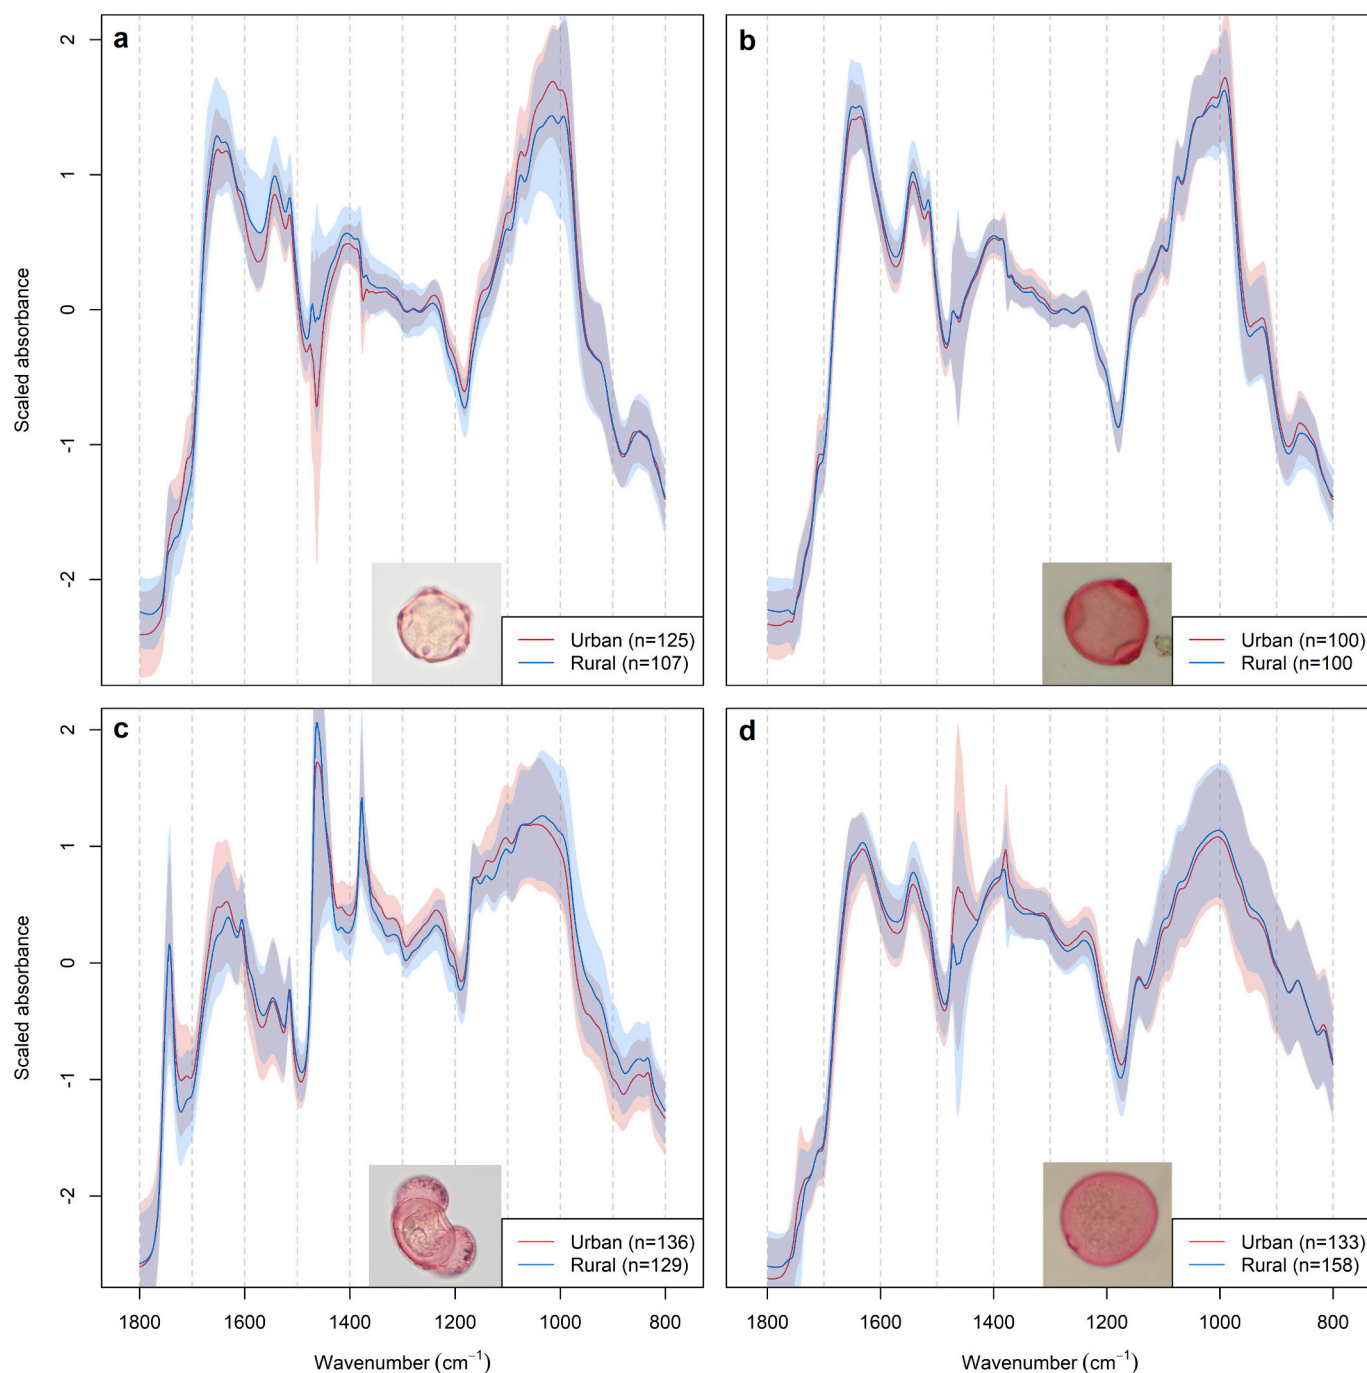 a
b
2
1
0
-1
-2
Scaled absorbance
Urban (n=125)
Rural (n=107)
Urban (n=100)
Rural (n=100
c
d
2
1
0
-1
-2
Scaled absorbance
Urban (n=136)
Rural (n=129)
Urban (n=133)
Rural (n=158)
1800 1600 1400 1200 1000 800
1800 1600 1400 1200 1000 800
Wavenumber (cm⁻¹)
Wavenumber (cm⁻¹)